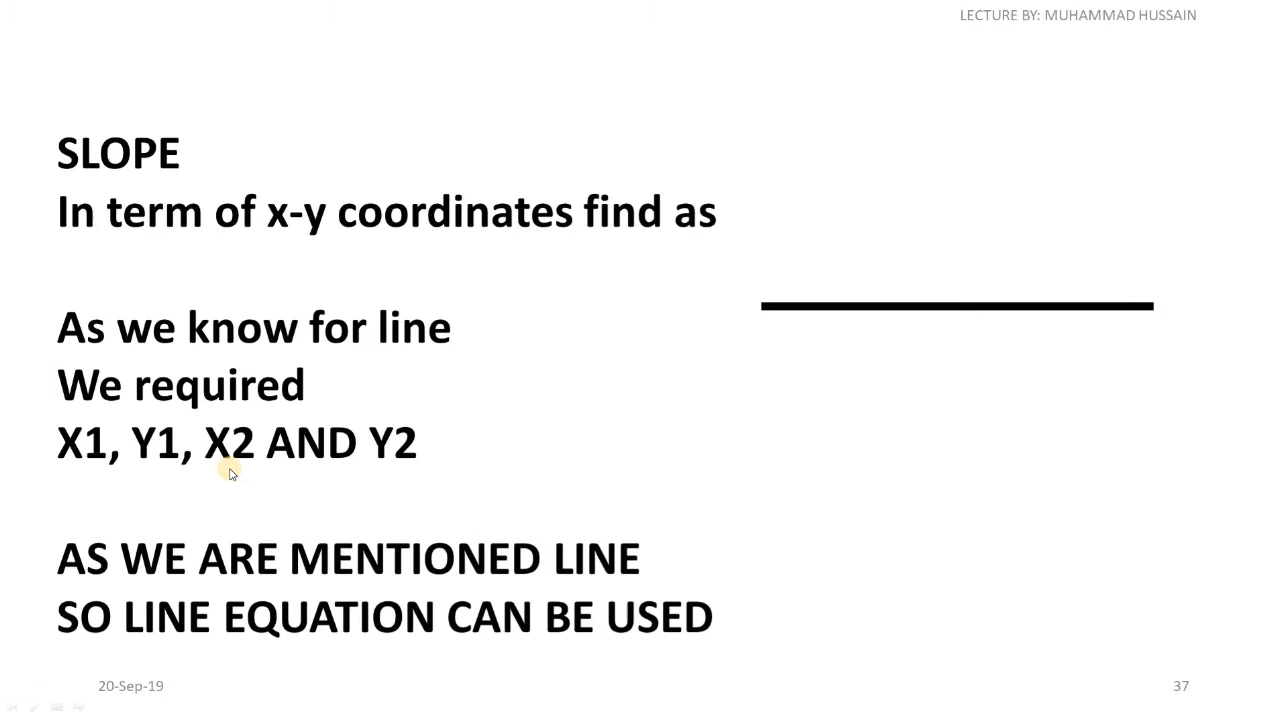 LECTURE BY: MUHAMMAD HUSSAIN
SLOPE
In term of x-y coordinates find as
As we know for line
We required
X1, Y1, X2 AND Y2
AS WE ARE MENTIONED LINE
SO LINE EQUATION CAN BE USED
20-Sep-19
37